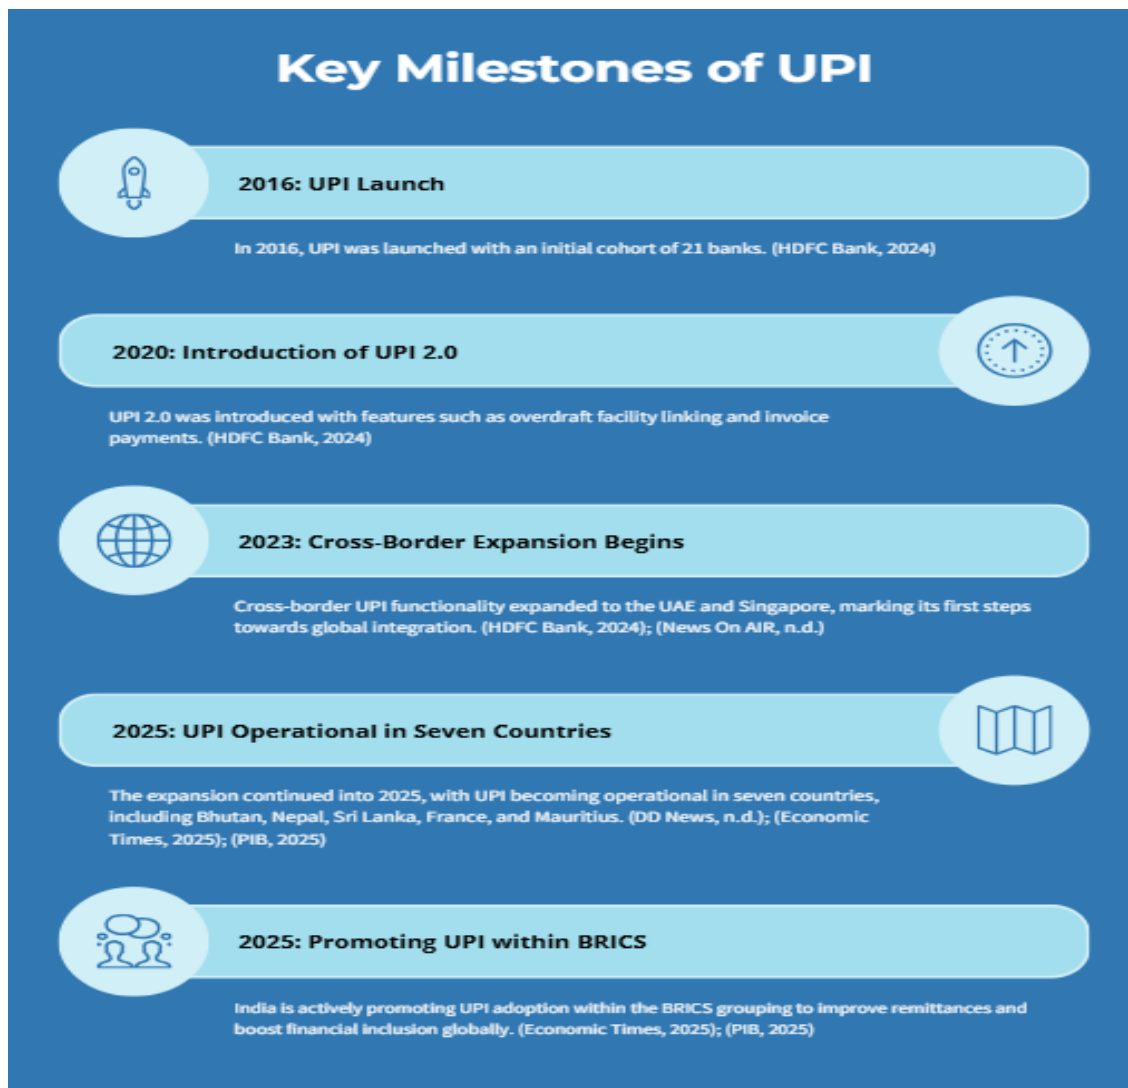 Key Milestones of UPI
2016: UPI Launch
In 2016, UPI was launched with an initial cohort of 21 banks. (HDFC Bank, 2024)
2020: Introduction of UPI 2.0
UPI 2.0 was introduced with features such as overdraft facility linking and invoice
payments. (HDFC Bank, 2024)
2023: Cross-Border Expansion Begins
Cross-border UPI functionality expanded to the UAE and Singapore, marking its first steps
towards global integration. (HDFC Bank, 2024); (News On AIR, n.d.)
2025: UPI Operational in Seven Countries
The expansion continued into 2025, with UPI becoming operational in seven countries,
including Bhutan, Nepal, Sri Lanka, France, and Mauritius. (DD News, n.d.); (Economic
Times, 2025); (PIB, 2025)
2025: Promoting UPI within BRICS
India is actively promoting UPI adoption within the BRICS grouping to improve remittances and
boost financial inclusion globally. (Economic Times, 2025); (PIB, 2025)